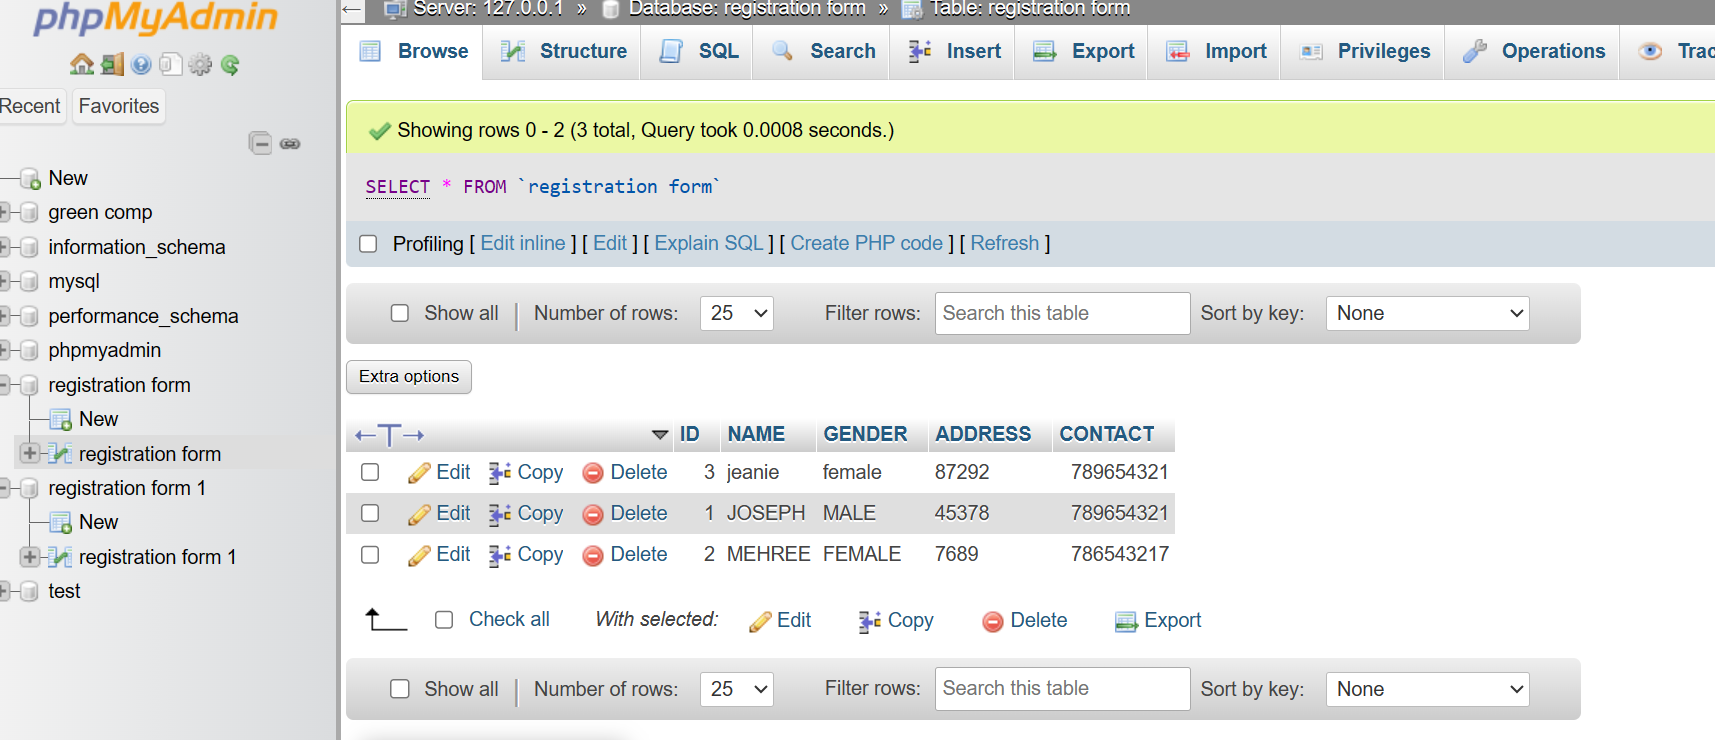 phpMyAdmin
Recent Favorites
New
green comp
information_schema
mysql
performance_schema
phpmyadmin
registration form
New
registration form
registration form 1
New
registration form 1
test
Server: 127.0.0.1 » Database: registration form » Table: registration form
Browse Structure SQL Search Insert Export Import Privileges Operations Trac
Showing rows 0 - 2 (3 total, Query took 0.0008 seconds.)
SELECT * FROM `registration form`
Profiling [ Edit inline ] [ Edit ] [ Explain SQL ] [ Create PHP code ] [ Refresh ]
Show all | Number of rows: 25 Filter rows: Search this table Sort by key: None
Extra options
←T→ ID NAME GENDER ADDRESS CONTACT
Edit Copy Delete 3 jeanie female 87292 789654321
Edit Copy Delete 1 JOSEPH MALE 45378 789654321
Edit Copy Delete 2 MEHREE FEMALE 7689 786543217
Check all With selected: Edit Copy Delete Export
Show all | Number of rows: 25 Filter rows: Search this table Sort by key: None